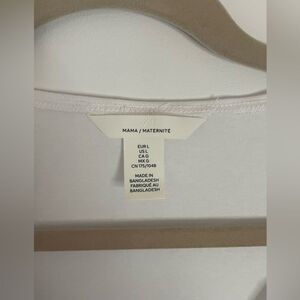 MAMA / MATERNITÉ
EUR L
US L
CA G
MX G
CN 175/104B
MADE IN
BANGLADESH
FABRIQUÉ AU
BANGLADESH